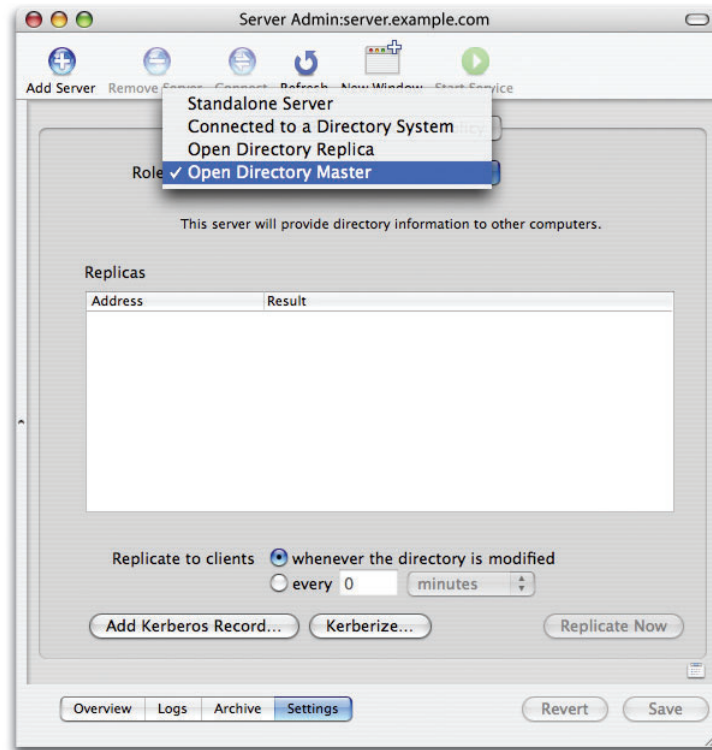 Server Admin:server.example.com
Add Server Remove Server Connect Refresh New Window Start Service
Standalone Server
Connected to a Directory System
Open Directory Replica
Role ✓ Open Directory Master
This server will provide directory information to other computers.
Replicas
Address Result
Replicate to clients whenever the directory is modified
every 0 minutes
Add Kerberos Record... Kerberize... Replicate Now
Overview Logs Archive Settings Revert Save